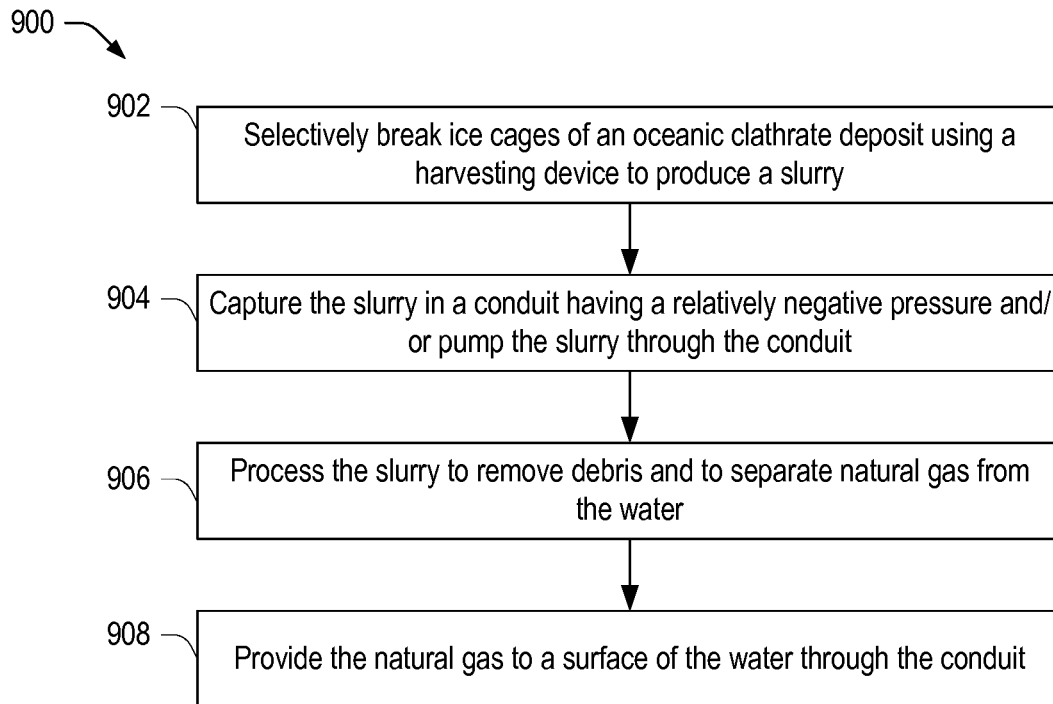 900
902
Selectively break ice cages of an oceanic clathrate deposit using a
harvesting device to produce a slurry
904
Capture the slurry in a conduit having a relatively negative pressure and/
or pump the slurry through the conduit
906
Process the slurry to remove debris and to separate natural gas from
the water
908
Provide the natural gas to a surface of the water through the conduit